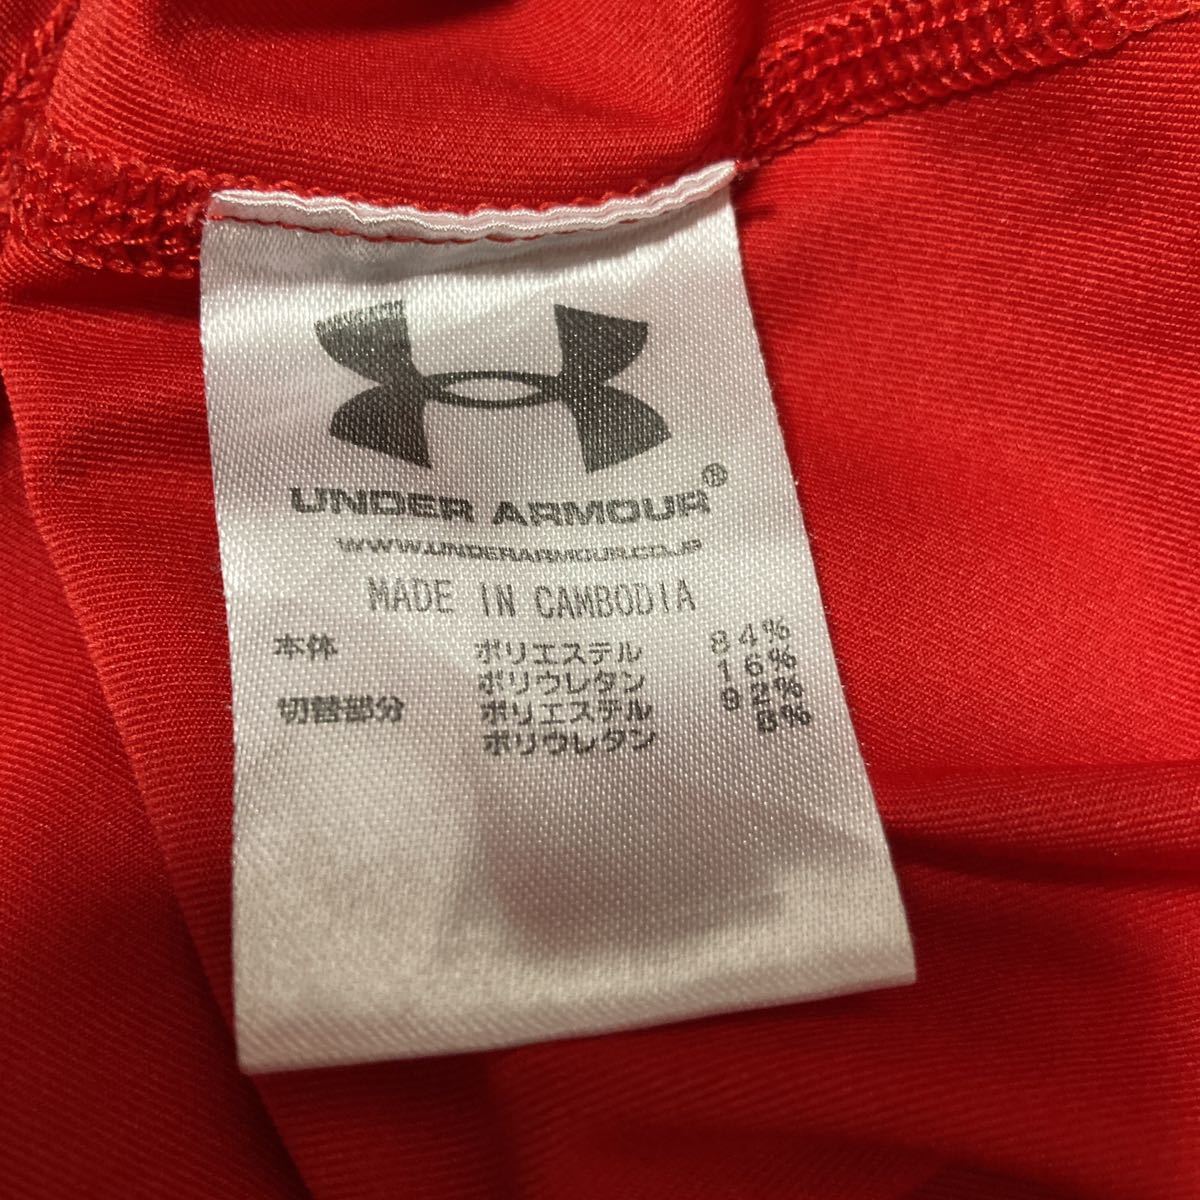 UNDER ARMOUR®
WWW.UNDERARMOUR.CO.JP
MADE IN CAMBODIA
本体 ポリエステル 84%
ポリウレタン 16%
切替部分 ポリエステル 92%
ポリウレタン 8%